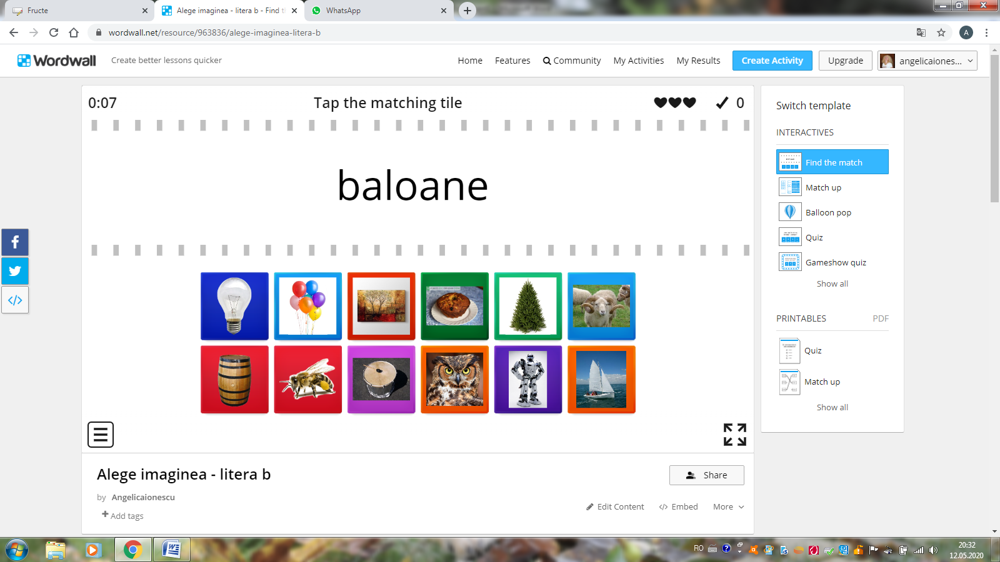 Fructe
Alege imaginea - litera b - Find t
WhatsApp
wordwall.net/resource/963836/alege-imaginea-litera-b
A
Wordwall
Create better lessons quicker
Home
Features
Community
My Activities
My Results
Create Activity
Upgrade
angelicaiones...
0:07
Tap the matching tile
0
baloane
Alege imaginea - litera b
by Angelicaionescu
+ Add tags
Share
Edit Content
</> Embed
More
Switch template
INTERACTIVES
Find the match
Match up
Balloon pop
Quiz
Gameshow quiz
Show all
PRINTABLES PDF
Quiz
Match up
Show all
RO
20:32
12.05.2020